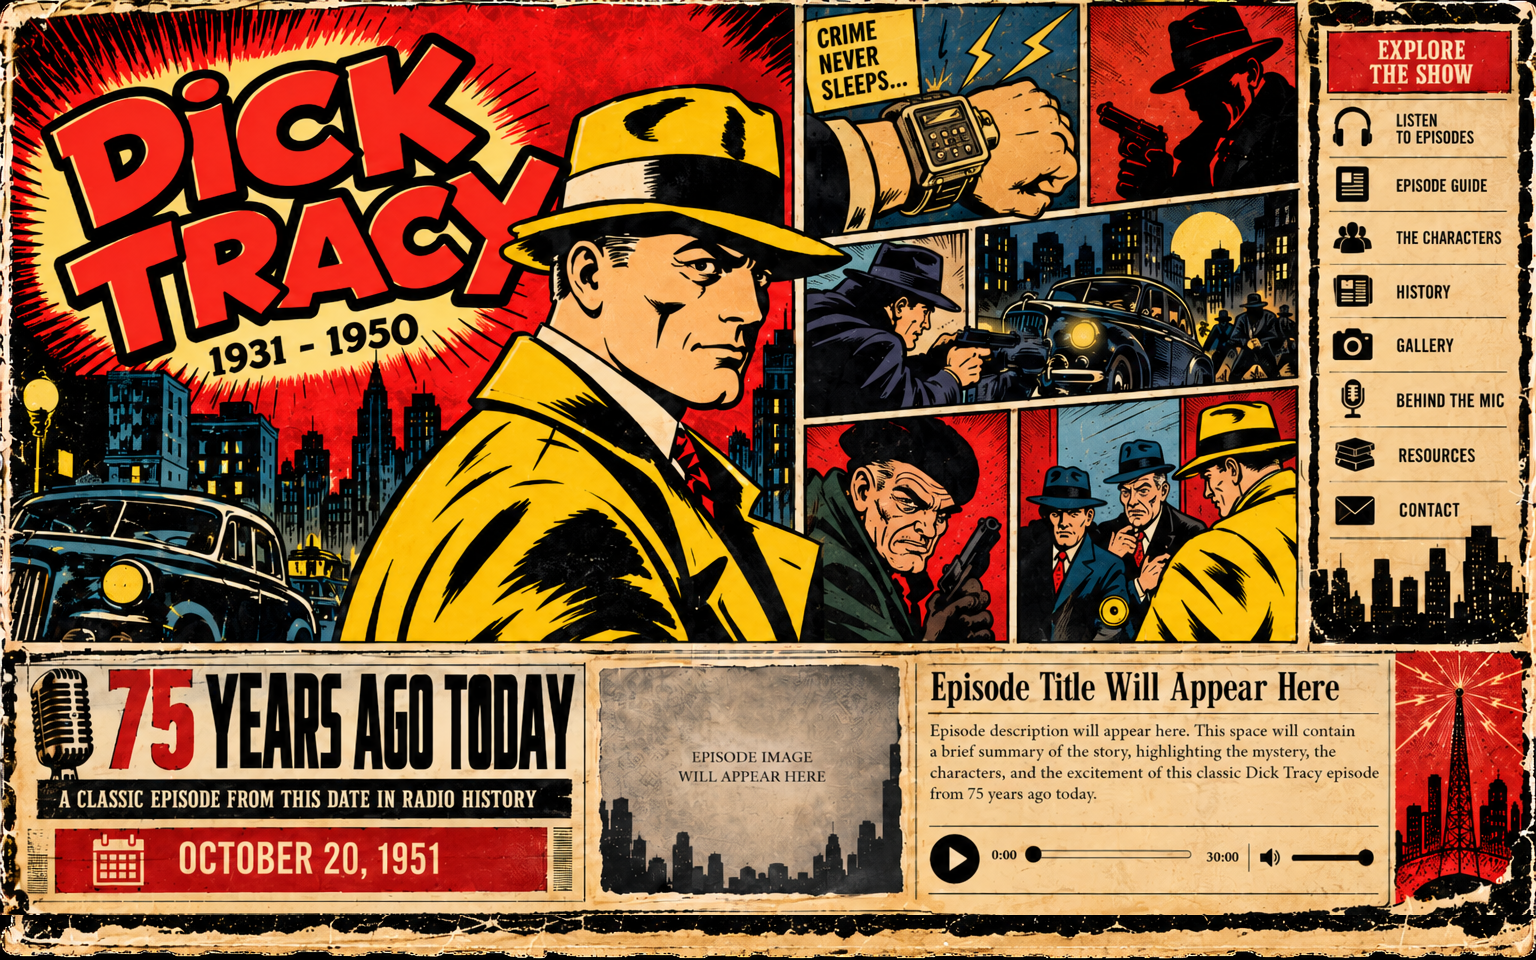 DiCK
TRACY
1931 - 1950
CRIME
NEVER
SLEEPS...
EXPLORE
THE SHOW
LISTEN
TO EPISODES
EPISODE GUIDE
THE CHARACTERS
HISTORY
GALLERY
BEHIND THE MIC
RESOURCES
CONTACT
75 YEARS AGO TODAY
A CLASSIC EPISODE FROM THIS DATE IN RADIO HISTORY
OCTOBER 20, 1951
EPISODE IMAGE
WILL APPEAR HERE
Episode Title Will Appear Here
Episode description will appear here. This space will contain
a brief summary of the story, highlighting the mystery, the
characters, and the excitement of this classic Dick Tracy episode
from 75 years ago today.
0:00
30:00